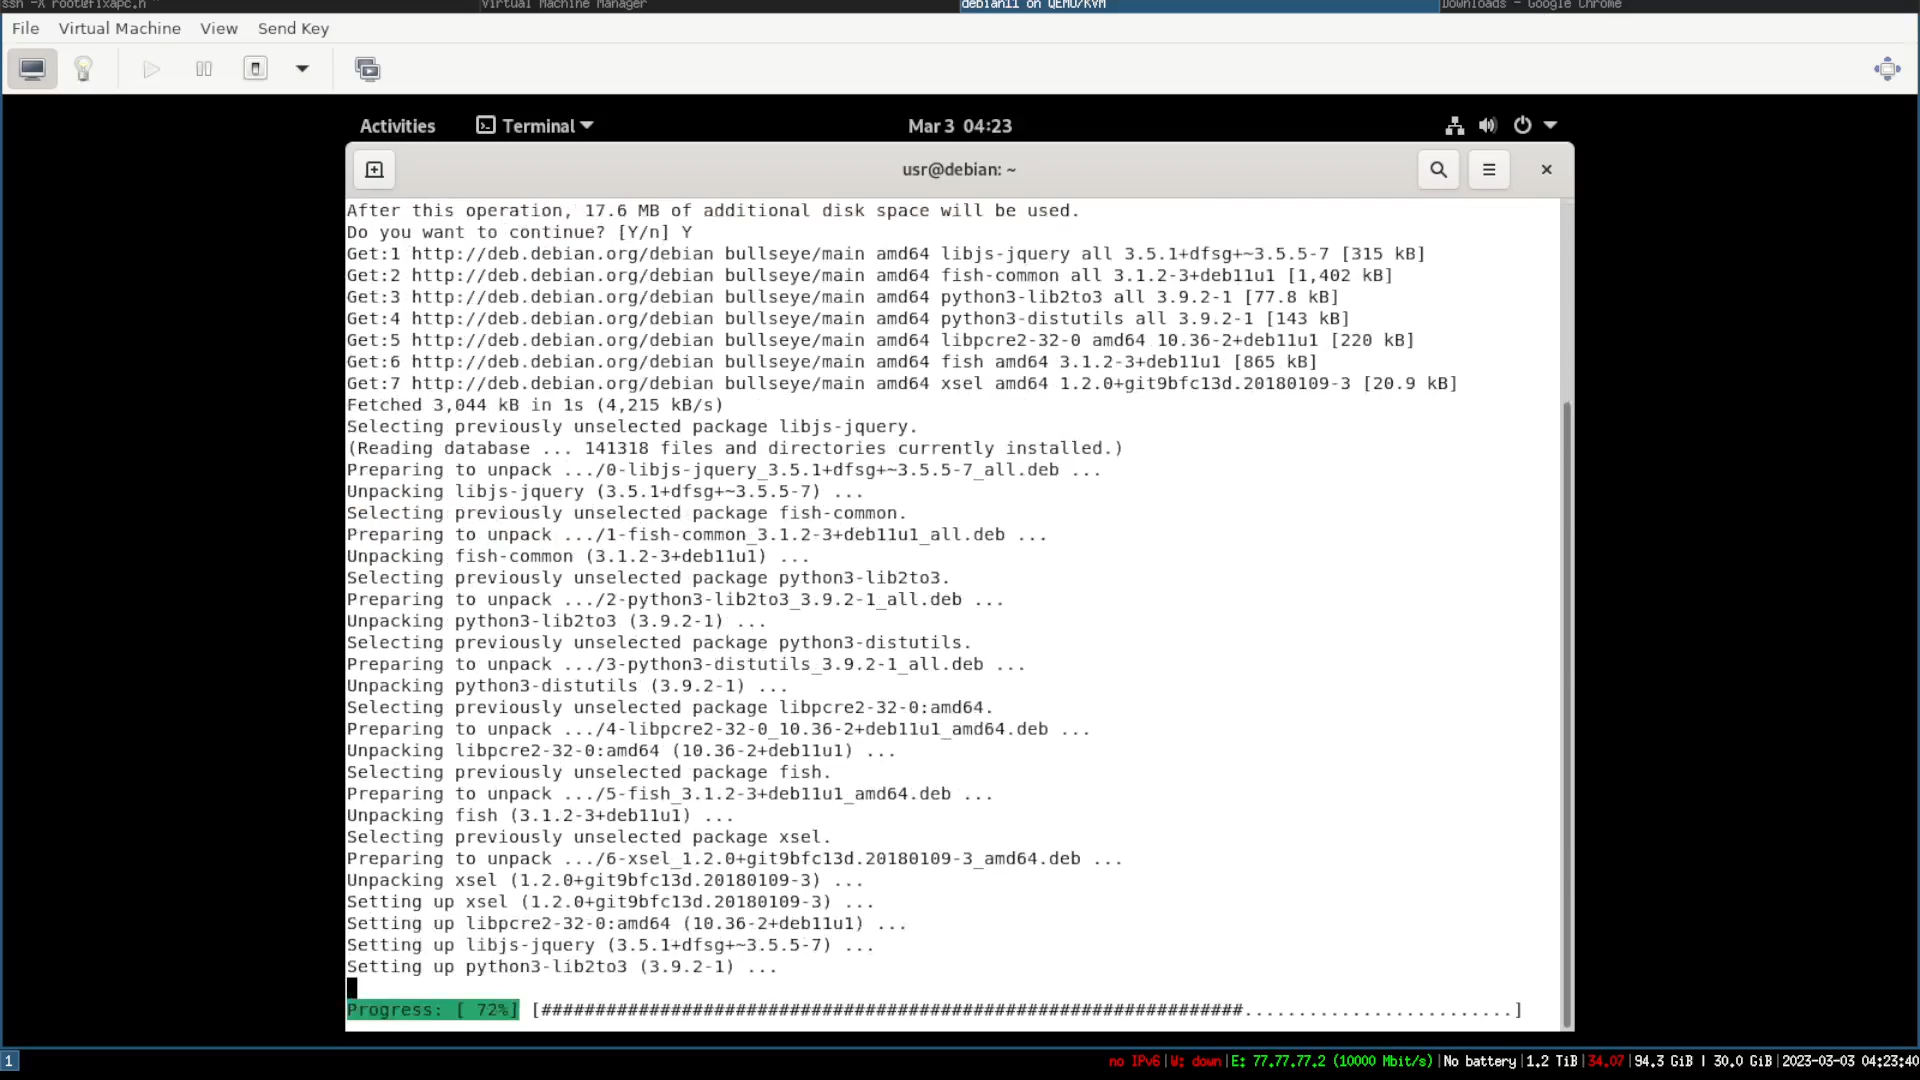 ssh -X root@fixapc.n
Virtual Machine Manager
debian11 on QEMU/KVM
Downloads - Google Chrome
File Virtual Machine View Send Key
Activities Terminal Mar 3 04:23
usr@debian: ~
After this operation, 17.6 MB of additional disk space will be used.
Do you want to continue? [Y/n] Y
Get:1 http://deb.debian.org/debian bullseye/main amd64 libjs-jquery all 3.5.1+dfsg+~3.5.5-7 [315 kB]
Get:2 http://deb.debian.org/debian bullseye/main amd64 fish-common all 3.1.2-3+deb11u1 [1,402 kB]
Get:3 http://deb.debian.org/debian bullseye/main amd64 python3-lib2to3 all 3.9.2-1 [77.8 kB]
Get:4 http://deb.debian.org/debian bullseye/main amd64 python3-distutils all 3.9.2-1 [143 kB]
Get:5 http://deb.debian.org/debian bullseye/main amd64 libpcre2-32-0 amd64 10.36-2+deb11u1 [220 kB]
Get:6 http://deb.debian.org/debian bullseye/main amd64 fish amd64 3.1.2-3+deb11u1 [865 kB]
Get:7 http://deb.debian.org/debian bullseye/main amd64 xsel amd64 1.2.0+git9bfc13d.20180109-3 [20.9 kB]
Fetched 3,044 kB in 1s (4,215 kB/s)
Selecting previously unselected package libjs-jquery.
(Reading database ... 141318 files and directories currently installed.)
Preparing to unpack .../0-libjs-jquery_3.5.1+dfsg+~3.5.5-7_all.deb ...
Unpacking libjs-jquery (3.5.1+dfsg+~3.5.5-7) ...
Selecting previously unselected package fish-common.
Preparing to unpack .../1-fish-common_3.1.2-3+deb11u1_all.deb ...
Unpacking fish-common (3.1.2-3+deb11u1) ...
Selecting previously unselected package python3-lib2to3.
Preparing to unpack .../2-python3-lib2to3_3.9.2-1_all.deb ...
Unpacking python3-lib2to3 (3.9.2-1) ...
Selecting previously unselected package python3-distutils.
Preparing to unpack .../3-python3-distutils_3.9.2-1_all.deb ...
Unpacking python3-distutils (3.9.2-1) ...
Selecting previously unselected package libpcre2-32-0:amd64.
Preparing to unpack .../4-libpcre2-32-0_10.36-2+deb11u1_amd64.deb ...
Unpacking libpcre2-32-0:amd64 (10.36-2+deb11u1) ...
Selecting previously unselected package fish.
Preparing to unpack .../5-fish_3.1.2-3+deb11u1_amd64.deb ...
Unpacking fish (3.1.2-3+deb11u1) ...
Selecting previously unselected package xsel.
Preparing to unpack .../6-xsel_1.2.0+git9bfc13d.20180109-3_amd64.deb ...
Unpacking xsel (1.2.0+git9bfc13d.20180109-3) ...
Setting up xsel (1.2.0+git9bfc13d.20180109-3) ...
Setting up libpcre2-32-0:amd64 (10.36-2+deb11u1) ...
Setting up libjs-jquery (3.5.1+dfsg+~3.5.5-7) ...
Setting up python3-lib2to3 (3.9.2-1) ...
Progress: [ 72%] [#################################################################.........................]
1 no IPv6|W: down|E: 77.77.77.2 (10000 Mbit/s)|No battery|1.2 TiB|34.07|94.3 GiB | 30.0 GiB|2023-03-03 04:23:40